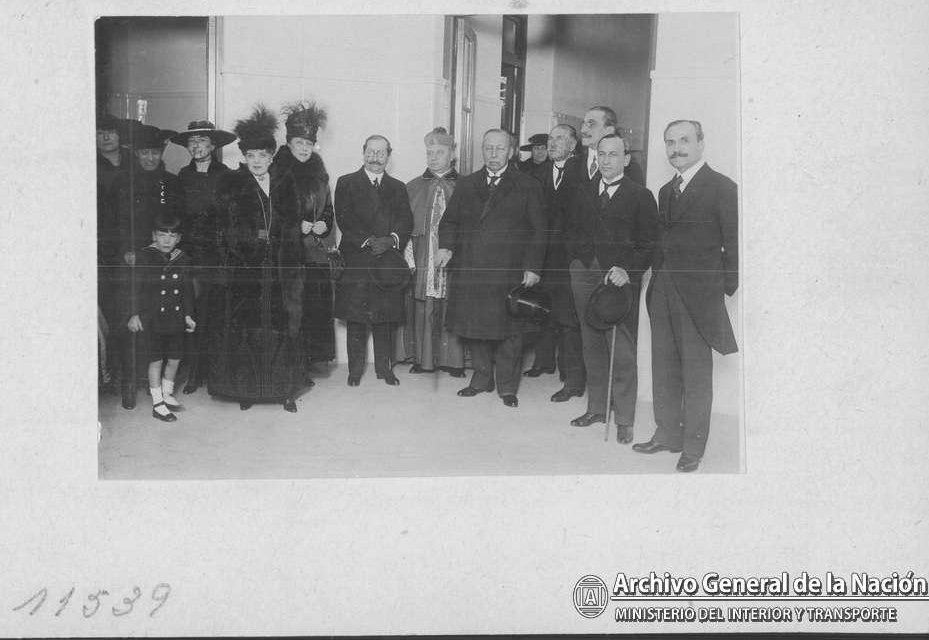 11539
Archivo General de la Nación
MINISTERIO DEL INTERIOR Y TRANSPORTE